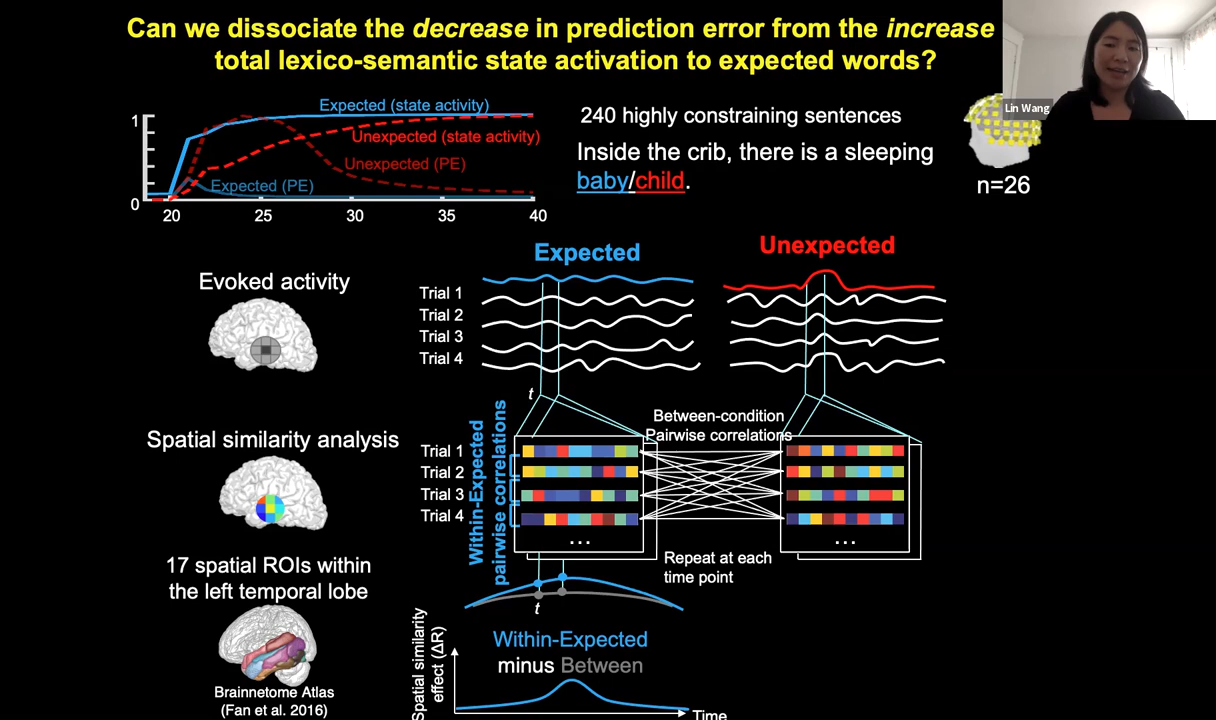 Can we dissociate the decrease in prediction error from the increase
total lexico-semantic state activation to expected words?
Lin Wang
Expected (state activity)
Unexpected (state activity)
Unexpected (PE)
Expected (PE)
1
0
20
25
30
35
40
240 highly constraining sentences
Inside the crib, there is a sleeping
baby/child.
n=26
Expected
Unexpected
Evoked activity
Trial 1
Trial 2
Trial 3
Trial 4
t
Between-condition
Pairwise correlations
Spatial similarity analysis
Within-Expected
pairwise correlations
Trial 1
Trial 2
Trial 3
Trial 4
...
...
Repeat at each
time point
17 spatial ROIs within
the left temporal lobe
t
Brainnetome Atlas
(Fan et al. 2016)
Spatial similarity
effect (ΔR)
Within-Expected
minus Between
Time